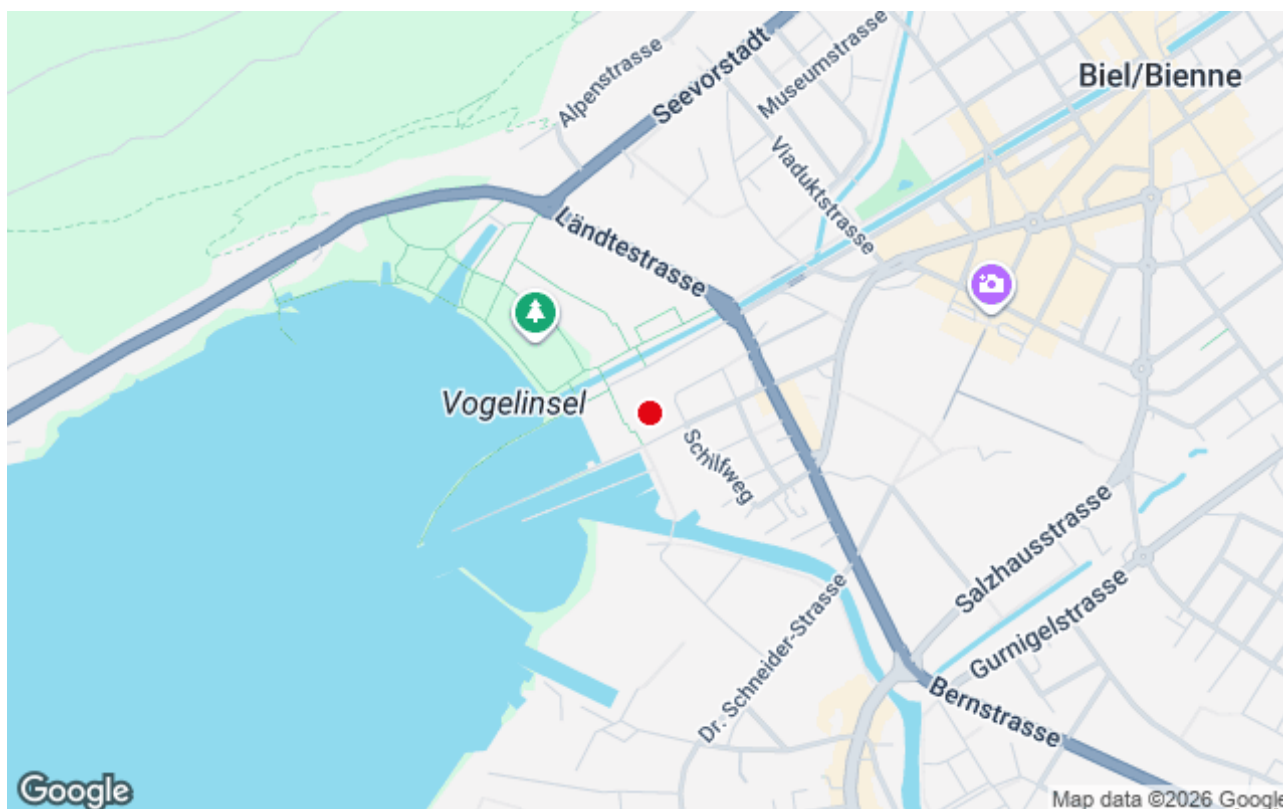 Alpenstrasse
Seevorstadt
Museumstrasse
Biel/Bienne
Viaduktstrasse
Ländtestrasse
Vogelinsel
Schilfweg
Salzhausstrasse
Gurnigelstrasse
Dr. Schneider-Strasse
Bernstrasse
Google
Map data ©2026 Google